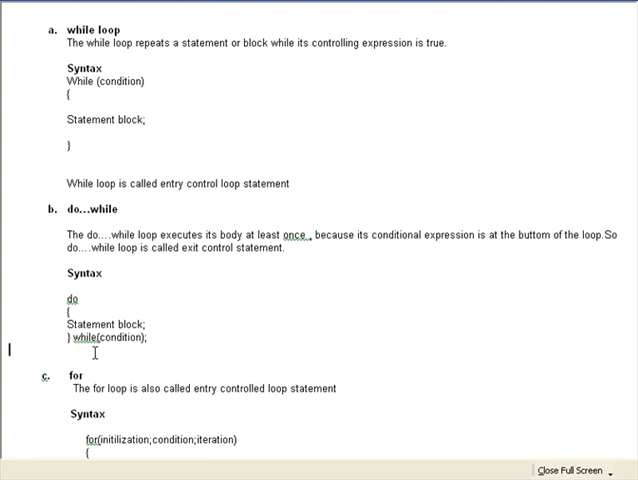 a. while loop
The while loop repeats a statement or block while its controlling expression is true.
Syntax
While (condition)
{
Statement block;
}
While loop is called entry control loop statement
b. do...while
The do....while loop executes its body at least once , because its conditional expression is at the buttom of the loop.So
do....while loop is called exit control statement.
Syntax
do
{
Statement block;
} while(condition);
c. for
The for loop is also called entry controlled loop statement
Syntax
for(initilization;condition;iteration)
{
Close Full Screen